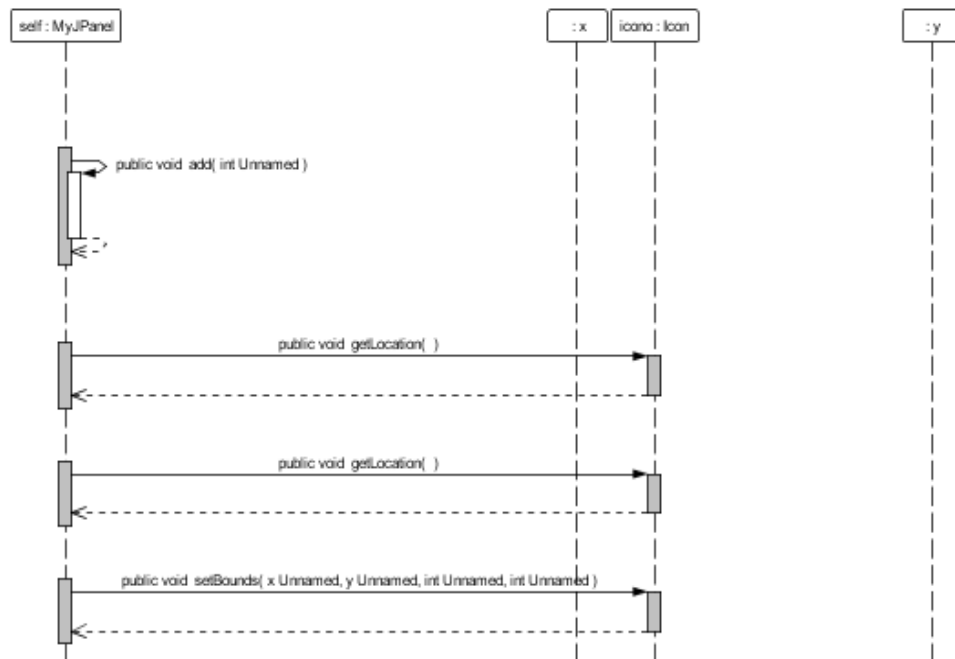 self : MyJPanel
: x
icono : Icon
: y
public void add( int Unnamed )
public void getLocation( )
public void getLocation( )
public void setBounds( x Unnamed, y Unnamed, int Unnamed, int Unnamed )